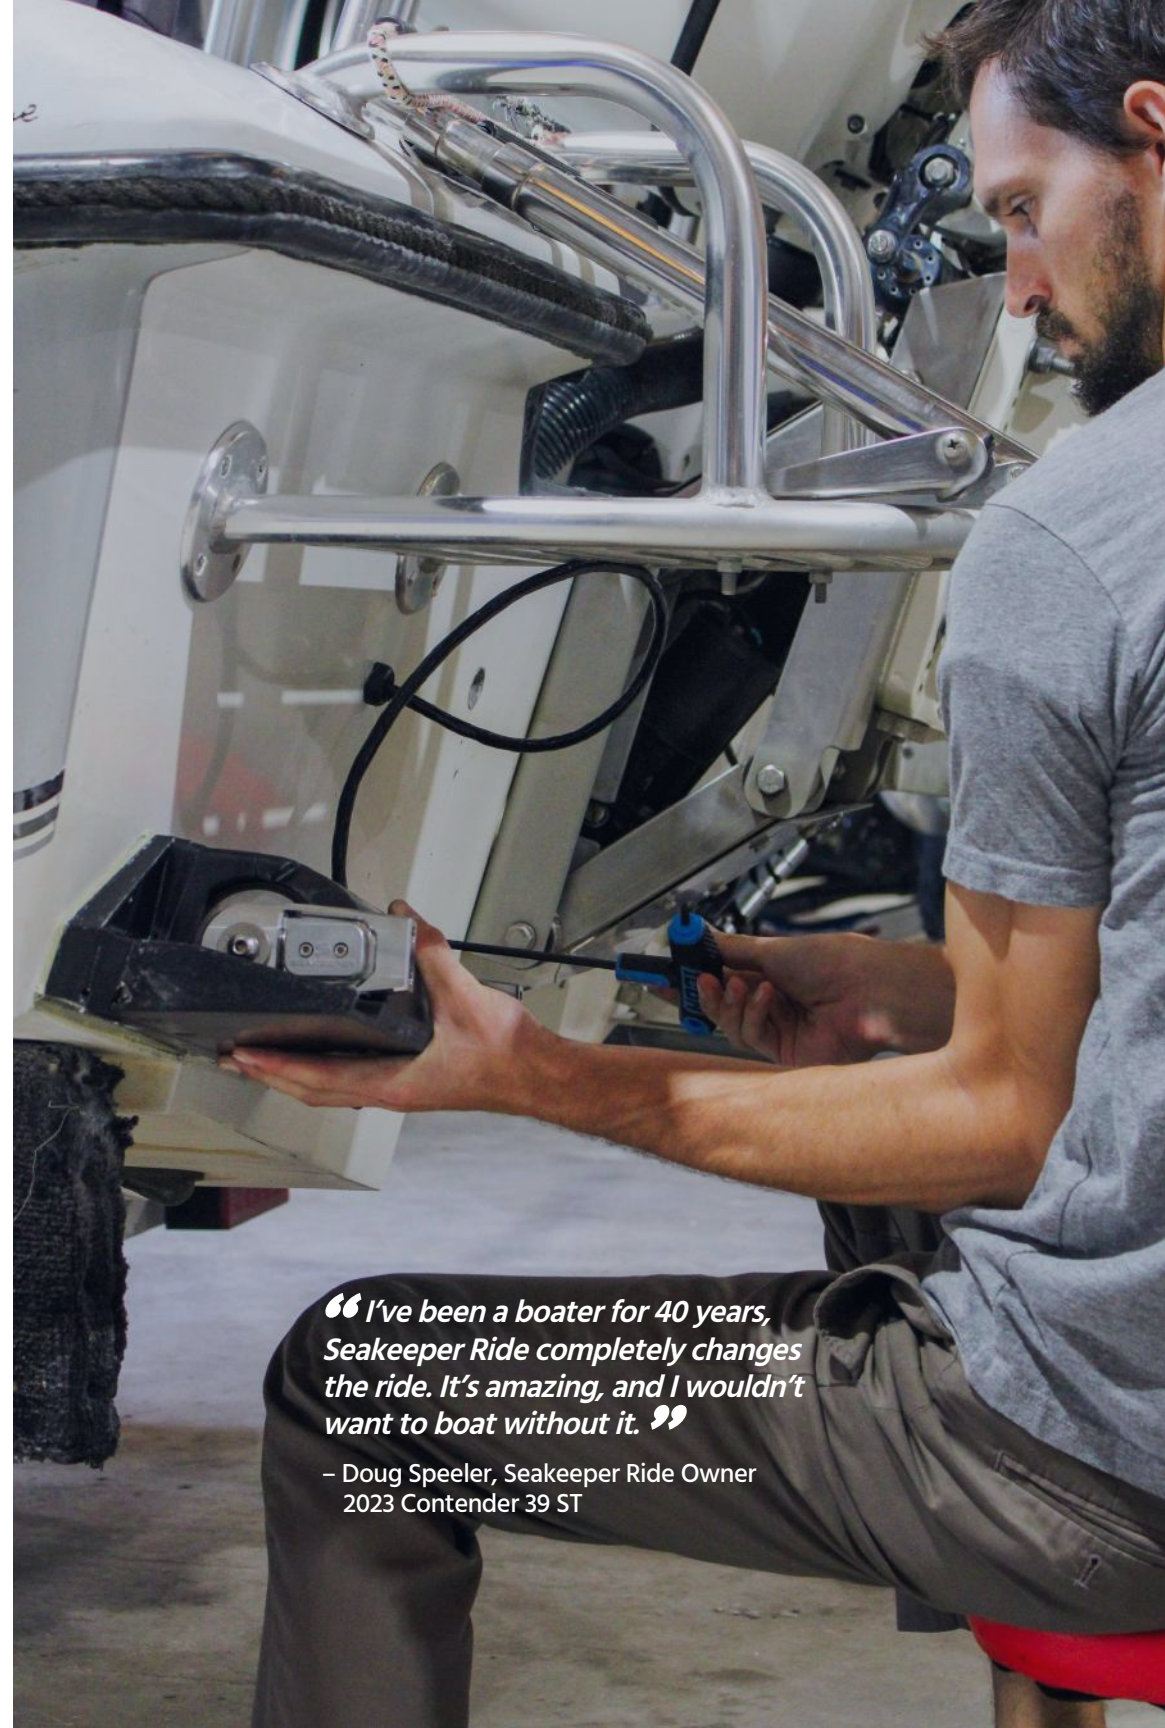 “ I’ve been a boater for 40 years,
Seakeeper Ride completely changes
the ride. It’s amazing, and I wouldn’t
want to boat without it. ”
– Doug Speeler, Seakeeper Ride Owner
2023 Contender 39 ST